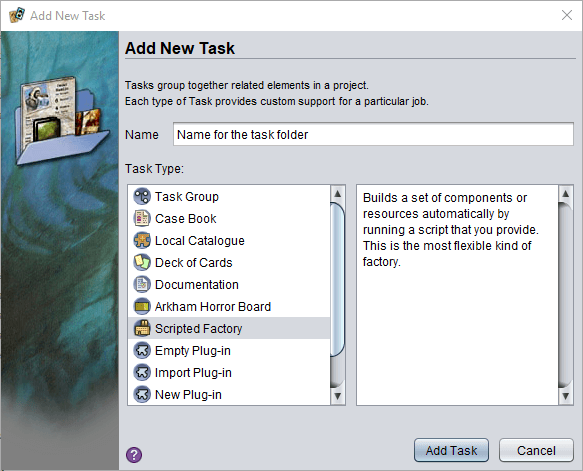 Add New Task
Add New Task
Tasks group together related elements in a project.
Each type of Task provides custom support for a particular job.
Name
Name for the task folder
Task Type:
Task Group
Case Book
Local Catalogue
Deck of Cards
Documentation
Arkham Horror Board
Scripted Factory
Empty Plug-in
Import Plug-in
New Plug-in
Builds a set of components or
resources automatically by
running a script that you provide.
This is the most flexible kind of
factory.
?
Add Task
Cancel